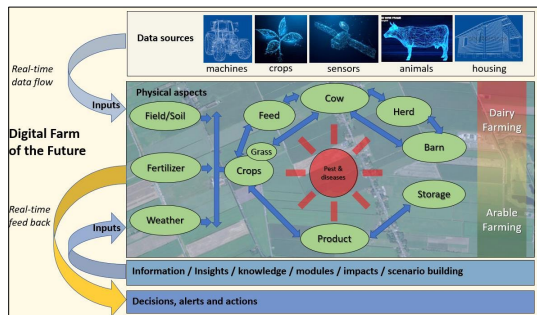 Data sources
machines
crops
sensors
animals
housing
Real-time
data flow
Inputs
Physical aspects
Field/Soil
Feed
Cow
Herd
Barn
Dairy
Farming
Digital Farm
of the Future
Fertilizer
Grass
Crops
Pest &
diseases
Storage
Real-time
feed back
Inputs
Weather
Product
Arable
Farming
Information / Insights / knowledge / modules / impacts / scenario building
Decisions, alerts and actions